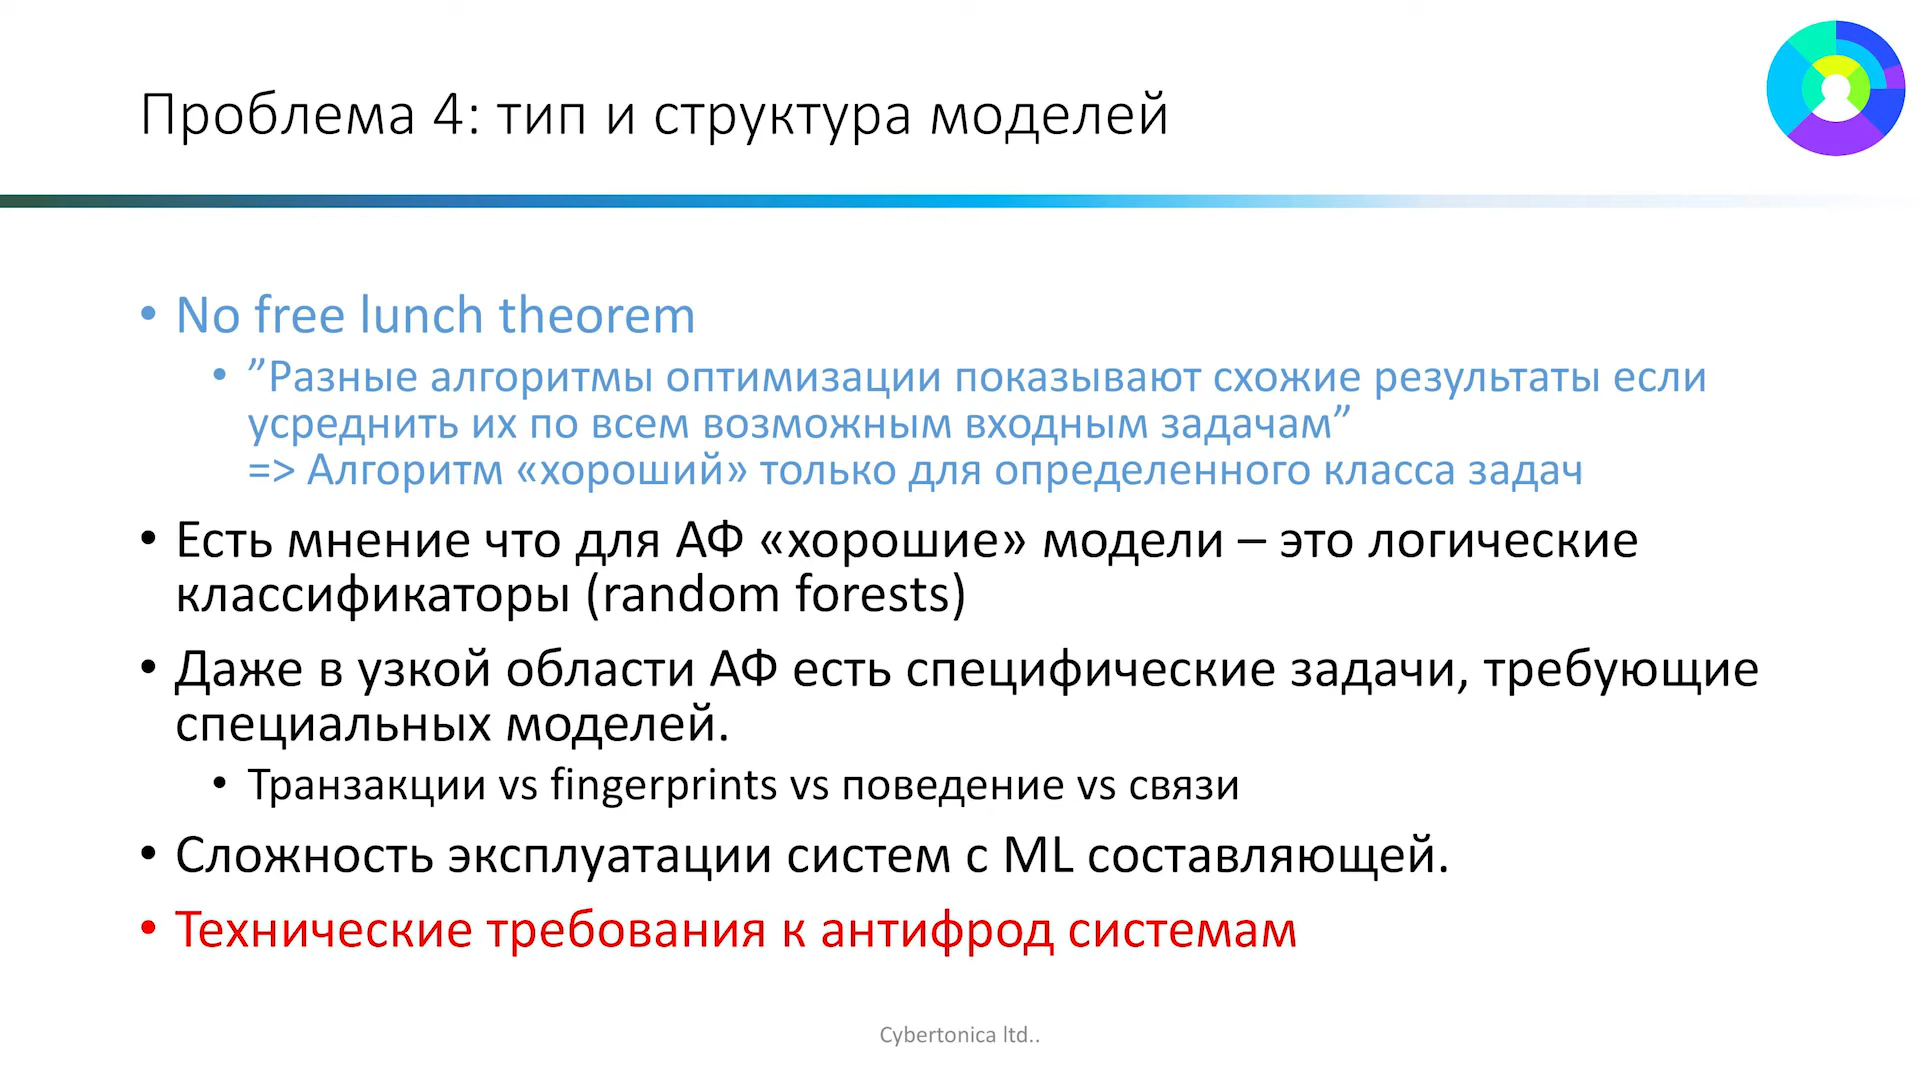 Проблема 4: тип и структура моделей
• No free lunch theorem
• ”Разные алгоритмы оптимизации показывают схожие результаты если
усреднить их по всем возможным входным задачам”
=> Алгоритм «хороший» только для определенного класса задач
• Есть мнение что для АФ «хорошие» модели – это логические
классификаторы (random forests)
• Даже в узкой области АФ есть специфические задачи, требующие
специальных моделей.
• Транзакции vs fingerprints vs поведение vs связи
• Сложность эксплуатации систем с ML составляющей.
• Технические требования к антифрод системам
Cybertonica ltd..